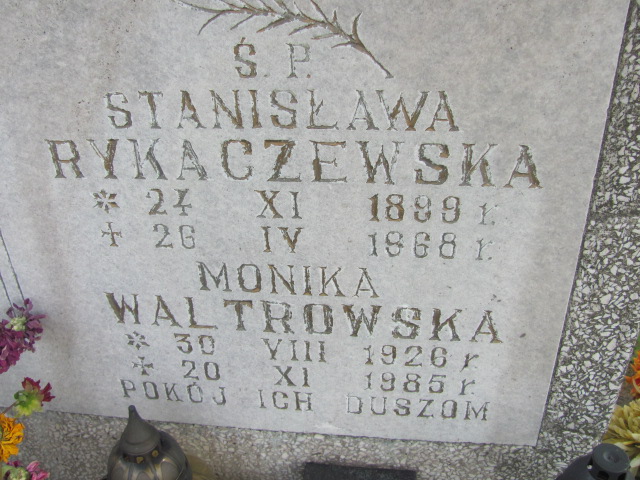 Ś. P.
STANISŁAWA
RYKACZEWSKA
* 24 XI 1899 r.
+ 26 IV 1968 r.
MONIKA
WALTROWSKA
* 30 VIII 1926 r.
+ 20 XI 1985 r.
POKÓJ ICH DUSZOM